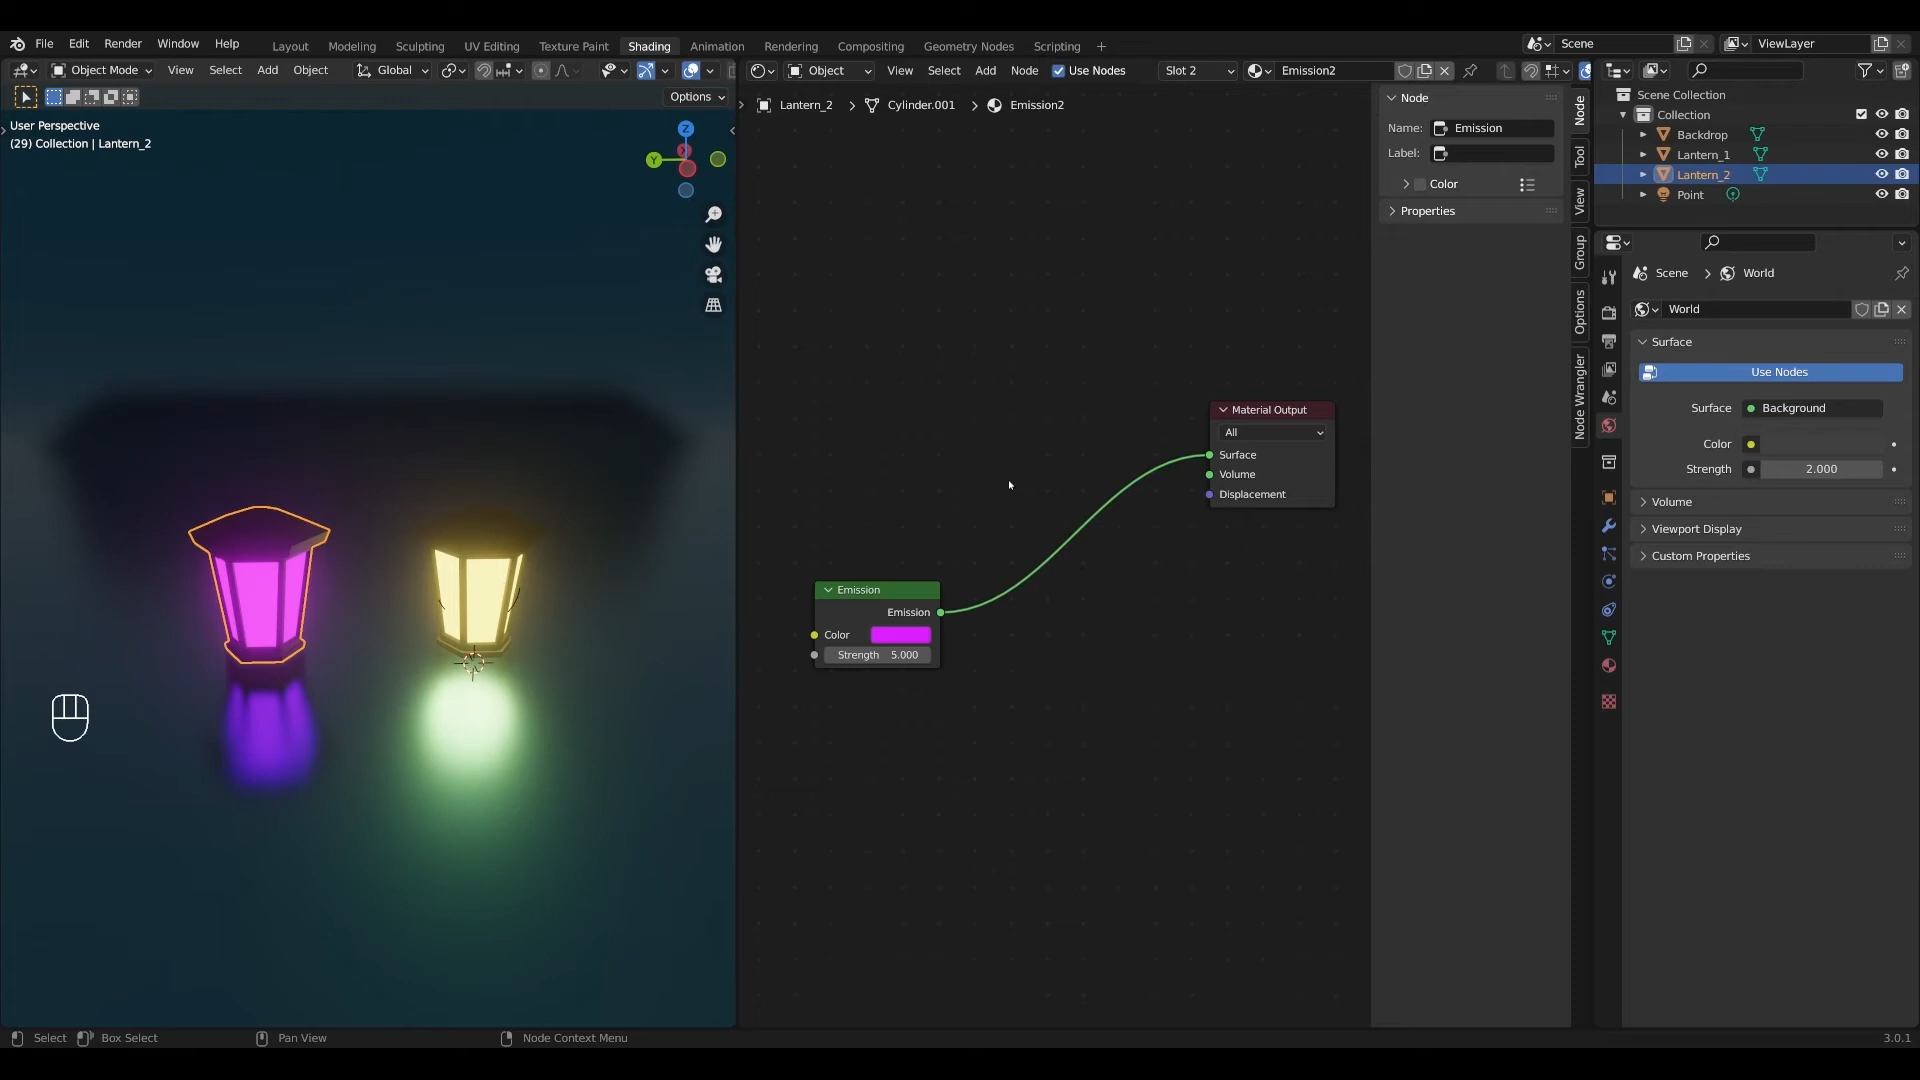 File Edit Render Window Help Layout Modeling Sculpting UV Editing Texture Paint Shading Animation Rendering Compositing Geometry Nodes Scripting + Scene ViewLayer
Object Mode View Select Add Object Global Object View Select Add Node Use Nodes Slot 2 Emission2
Options
User Perspective
(29) Collection | Lantern_2
Z
Y
Lantern_2 > Cylinder.001 > Emission2
Material Output
All
Surface
Volume
Displacement
Emission
Emission
Color
Strength 5.000
Node
Name: Emission
Label:
Color
Properties
Node
Tool
View
Group
Options
Node Wrangler
Scene Collection
Collection
Backdrop
Lantern_1
Lantern_2
Point
Scene > World
World
Surface
Use Nodes
Surface Background
Color
Strength 2.000
Volume
Viewport Display
Custom Properties
Select Box Select Pan View Node Context Menu 3.0.1